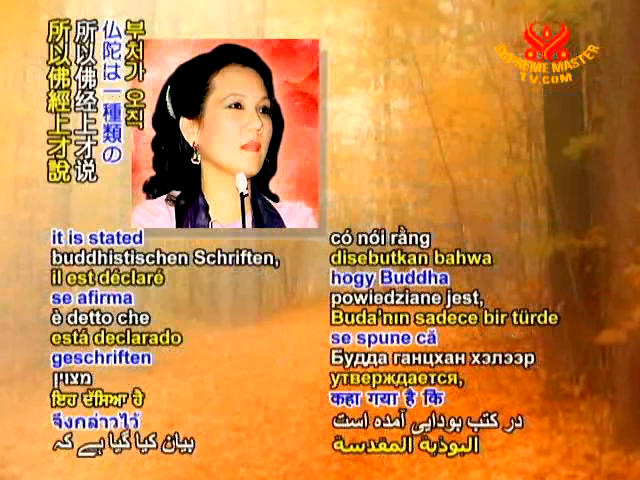 SUPREME MASTER
TV.COM
부처가 오직
仏陀は一種類の
所以佛经上才说
所以佛經上才說
it is stated
buddhistischen Schriften,
il est déclaré
se afirma
è detto che
está declarado
geschriften
מצוין
ਇਹ ਦੱਸਿਆ ਹੈ
จึงกล่าวไว้
بیان کیا گیا ہے کہ
có nói rằng
disebutkan bahwa
hogy Buddha
powiedziane jest,
Buda'nın sadece bir türde
se spune că
Будда ганцхан хэлээр
утверждается,
कहा गया है कि
در کتب بودایی آمده است
البوذية المقدسة